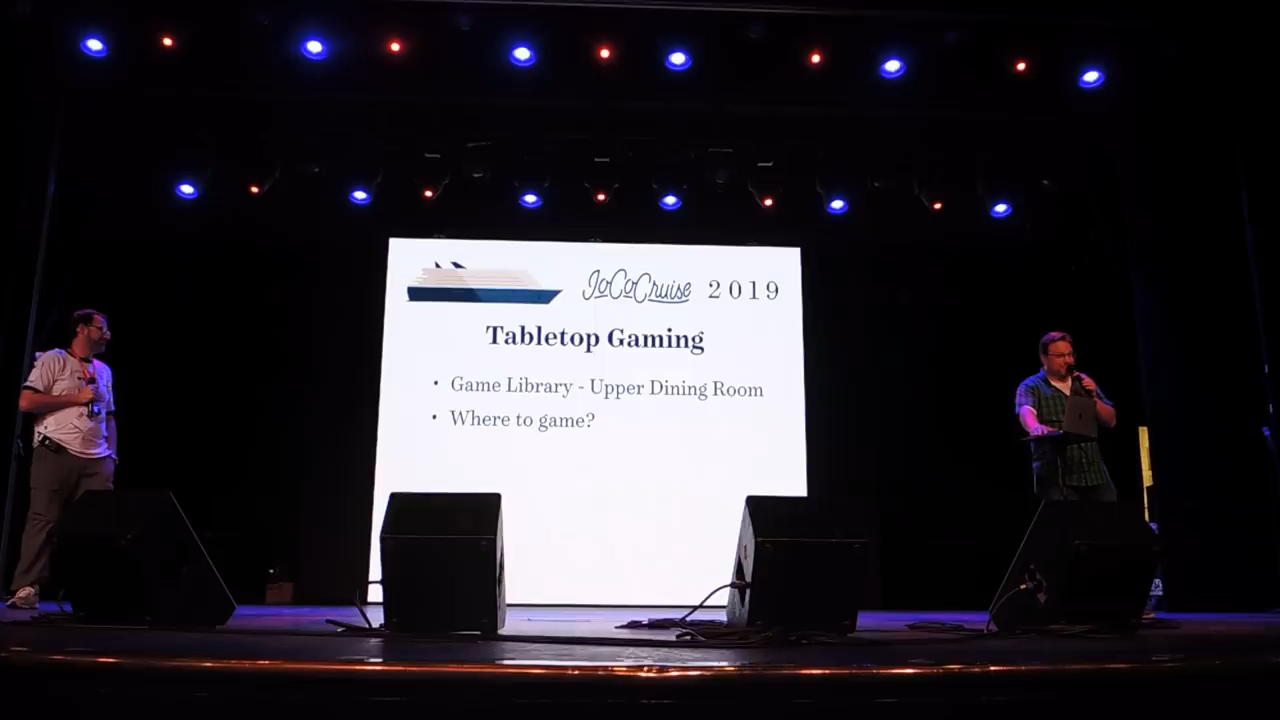 JoCoCruise 2019
Tabletop Gaming
• Game Library - Upper Dining Room
• Where to game?